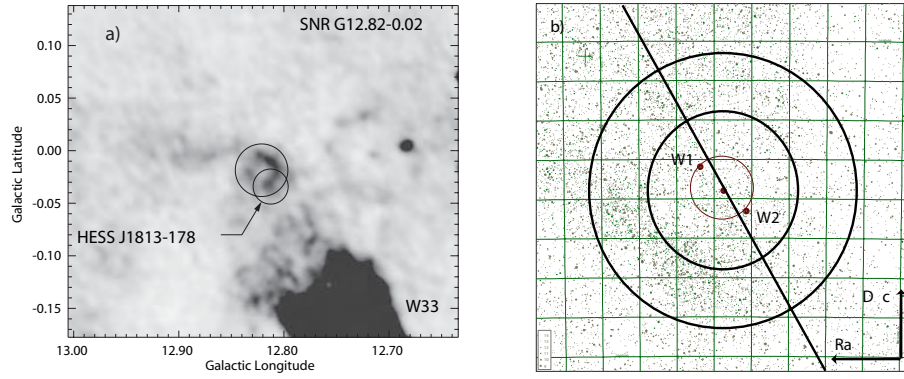 a)
SNR G12.82-0.02
0.10
0.05
0.00
-0.05
-0.10
-0.15
Galactic Latitude
HESS J1813-178
W33
13.00
12.90
12.80
12.70
Galactic Longitude
b)
W1
W2
D c
Ra